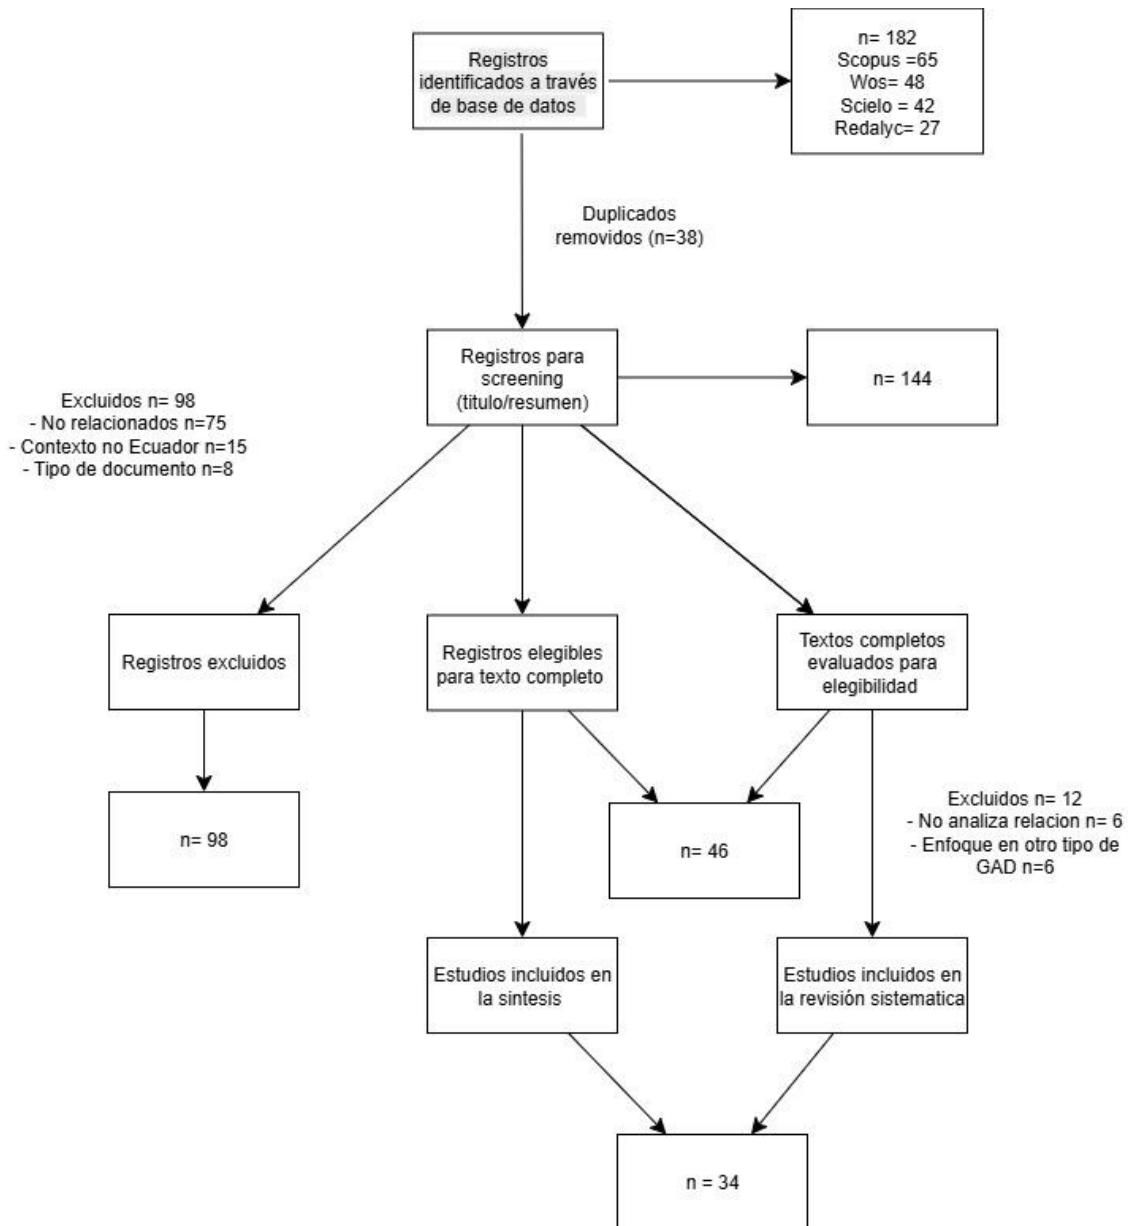 Registros
identificados a través
de base de datos
n= 182
Scopus =65
Wos= 48
Scielo = 42
Redalyc= 27
Duplicados
removidos (n=38)
Registros para
screening
(titulo/resumen)
n= 144
Excluidos n= 98
- No relacionados n=75
- Contexto no Ecuador n=15
- Tipo de documento n=8
Registros excluidos
Registros elegibles
para texto completo
Textos completos
evaluados para
elegibilidad
n= 98
n= 46
Excluidos n= 12
- No analiza relacion n= 6
- Enfoque en otro tipo de
GAD n=6
Estudios incluidos en
la sintesis
Estudios incluidos en
la revisión sistematica
n = 34